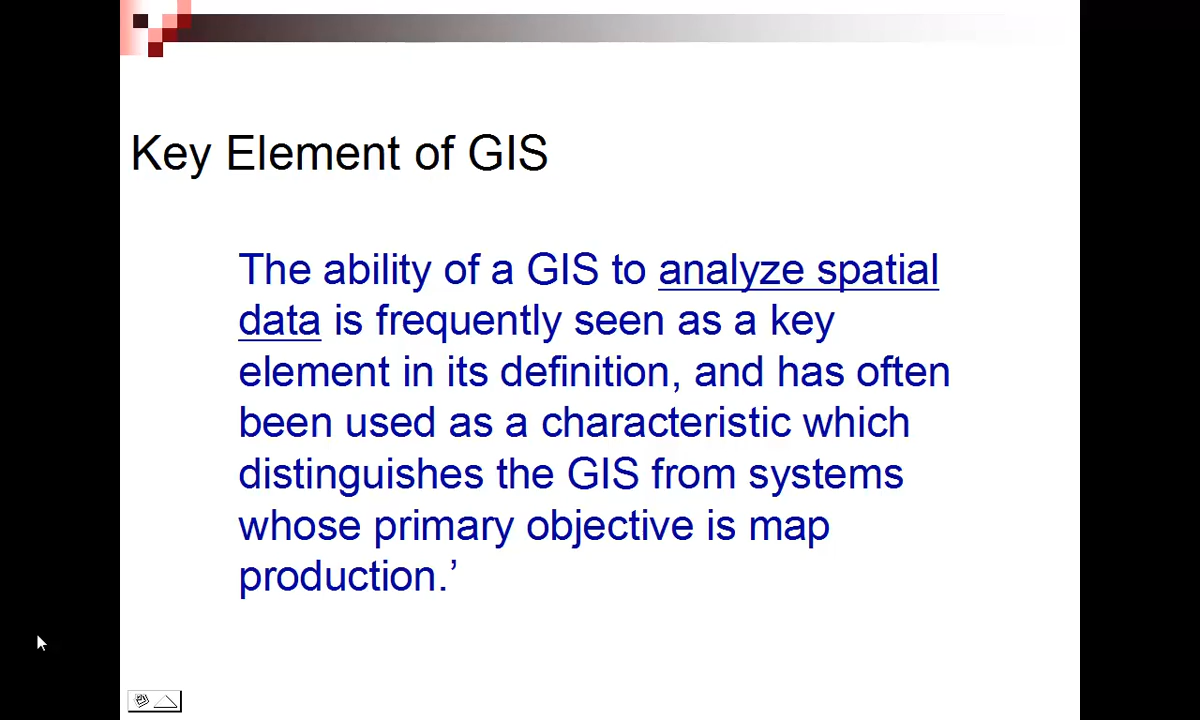 Key Element of GIS
The ability of a GIS to analyze spatial
data is frequently seen as a key
element in its definition, and has often
been used as a characteristic which
distinguishes the GIS from systems
whose primary objective is map
production.’